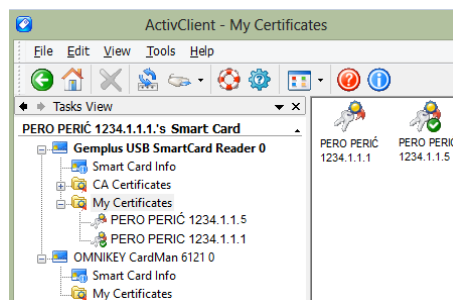 ActivClient - My Certificates
File Edit View Tools Help
Tasks View
PERO PERIĆ 1234.1.1.1.'s Smart Card
Gemplus USB SmartCard Reader 0
Smart Card Info
CA Certificates
My Certificates
PERO PERIĆ 1234.1.1.5
PERO PERIC 1234.1.1.1
OMNIKEY CardMan 6121 0
Smart Card Info
My Certificates
PERO PERIĆ
1234.1.1.1
PERO PERIĆ
1234.1.1.5